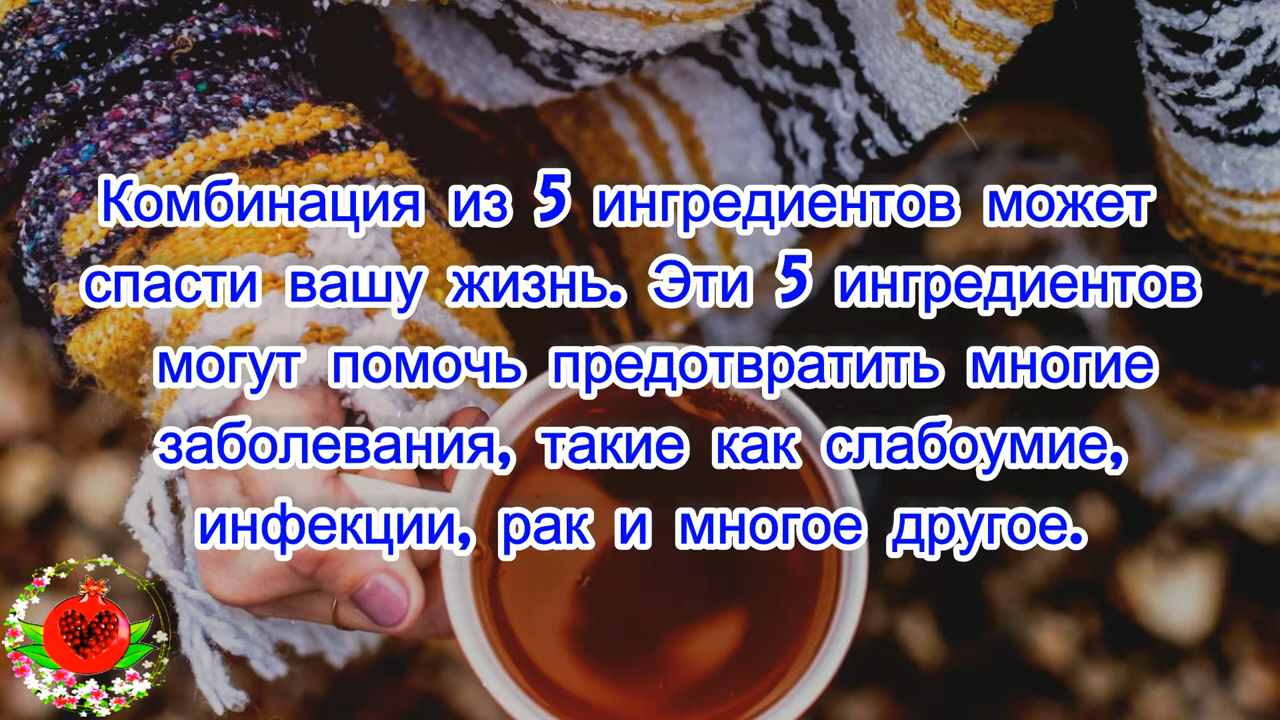 Комбинация из 5 ингредиентов может
спасти вашу жизнь. Эти 5 ингредиентов
могут помочь предотвратить многие
заболевания, такие как слабоумие,
инфекции, рак и многое другое.